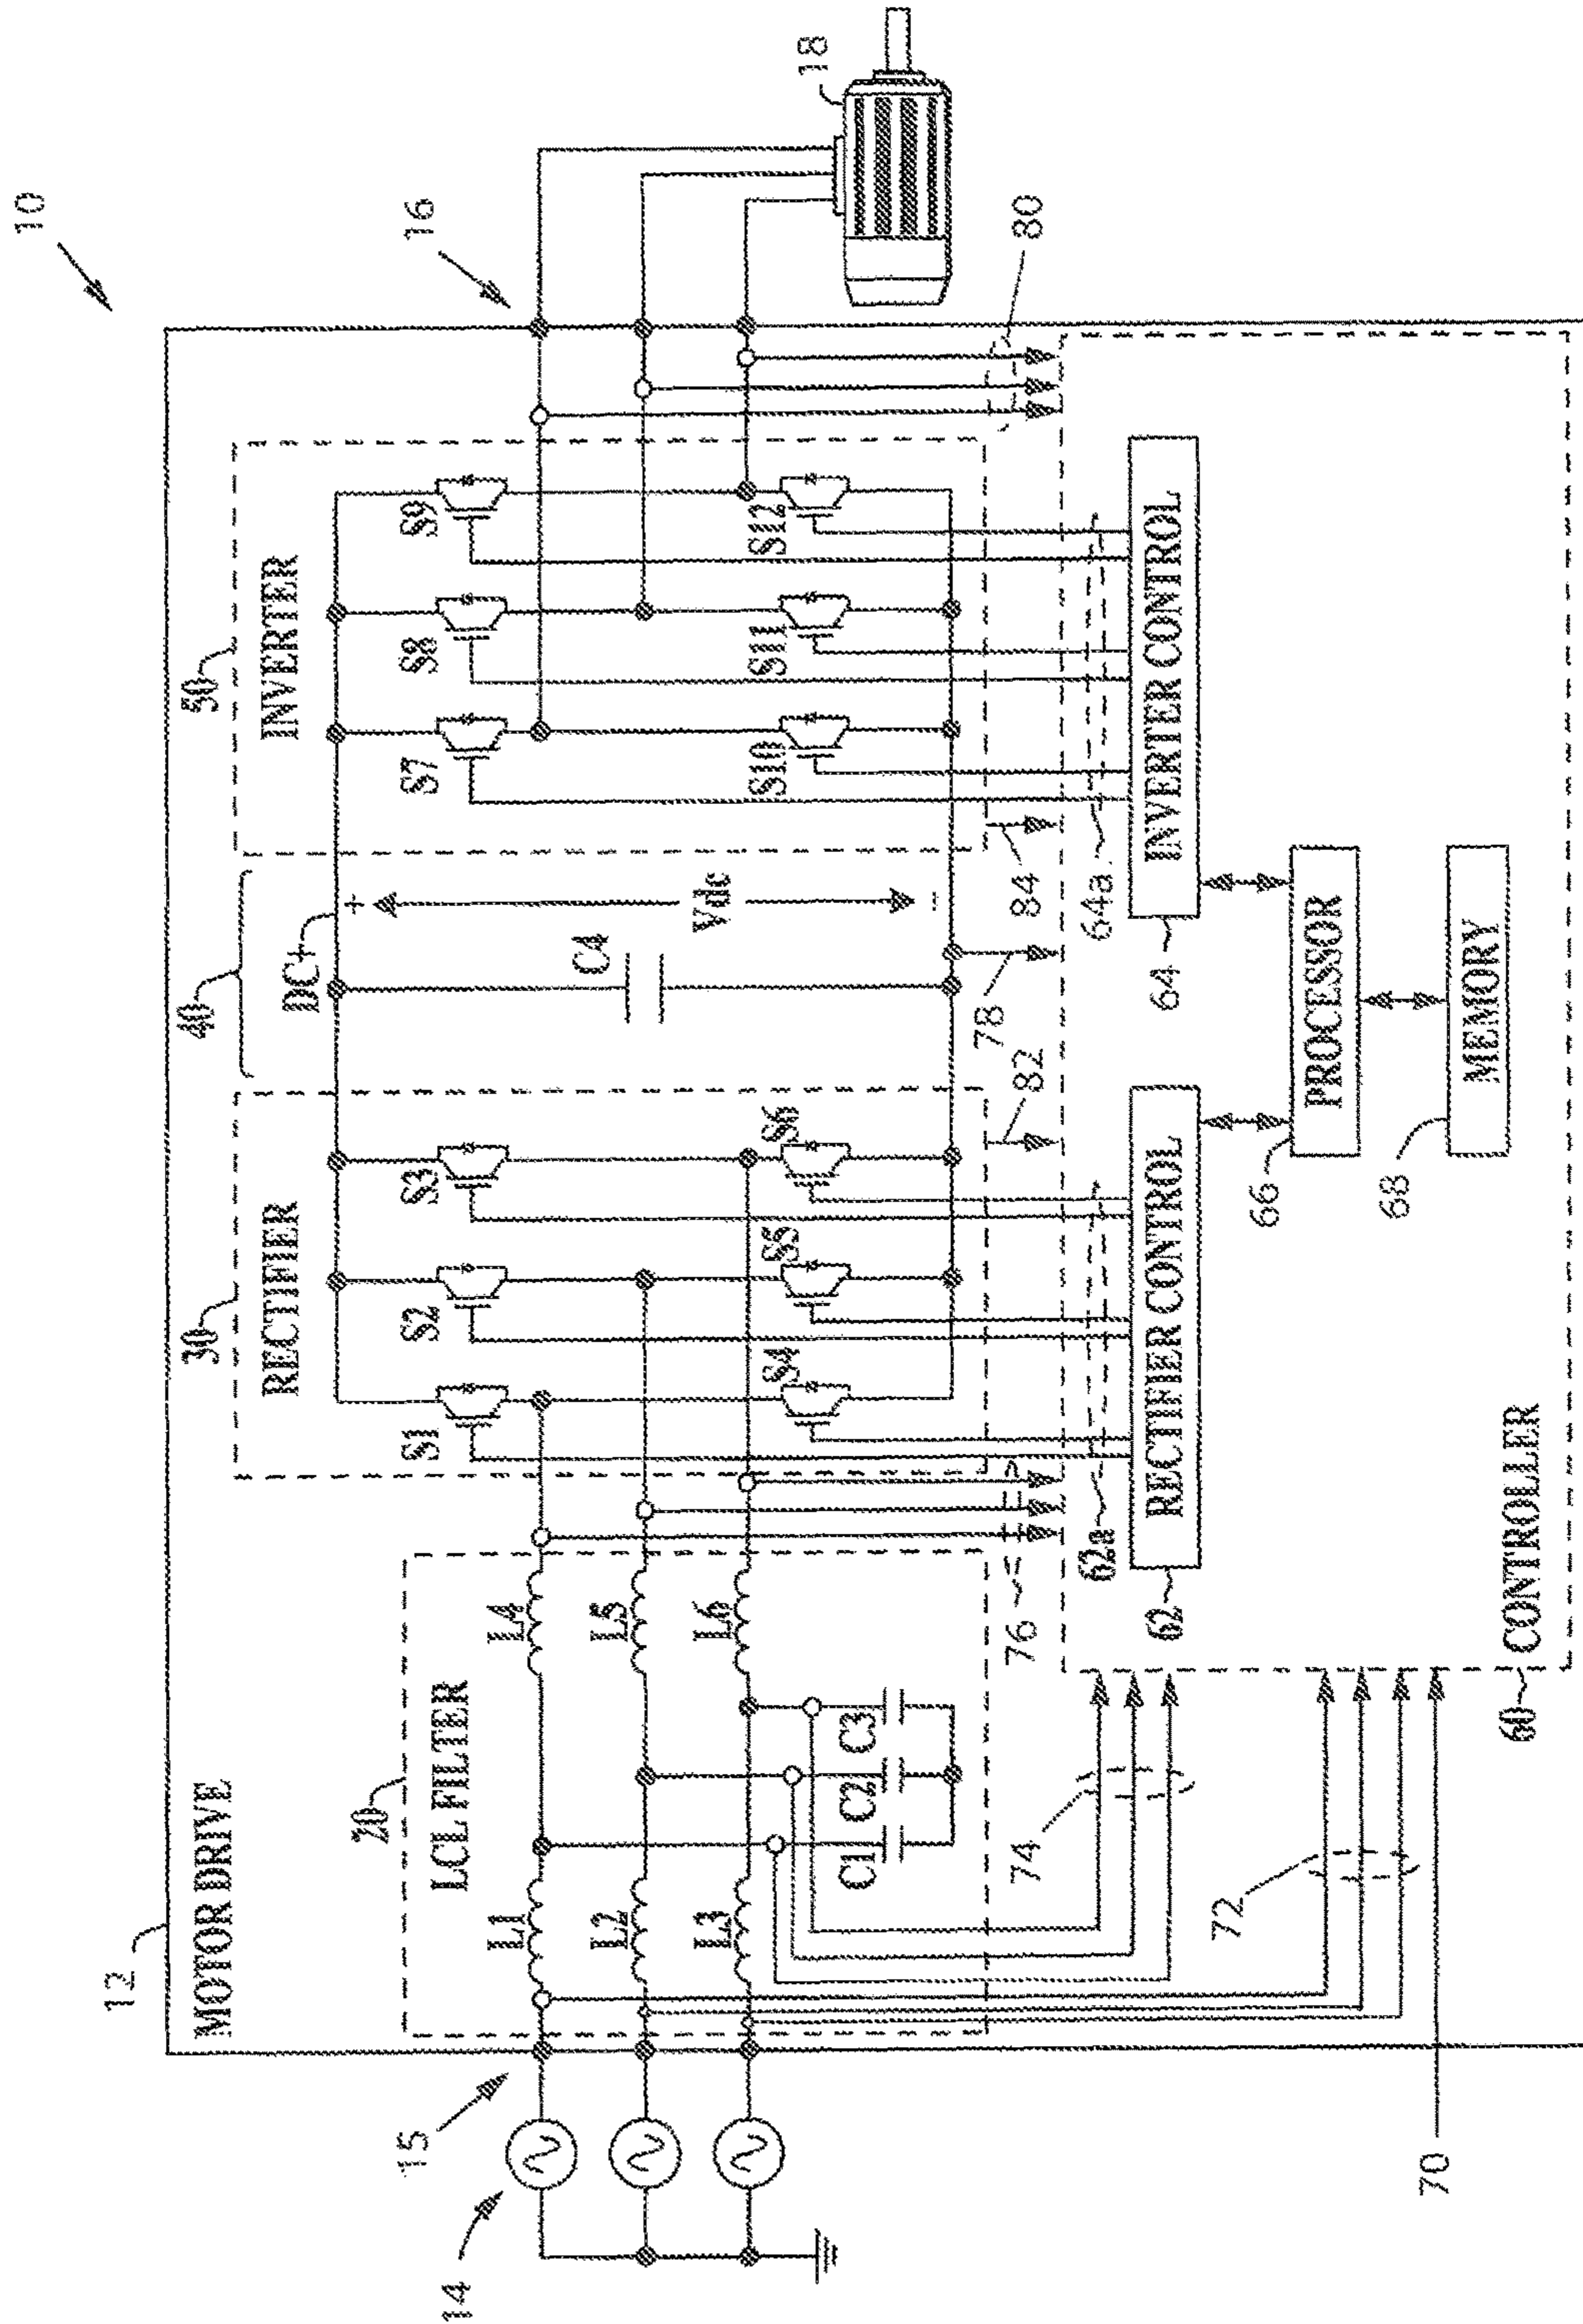 10
12
MOTOR DRIVE
14
15
16
18
20
LCL FILTER
L1
L2
L3
L4
L5
L6
C1
C2
C3
30
RECTIFIER
S1
S2
S3
S4
S5
S6
40
DC+
+
C4
Vdc
-
50
INVERTER
S7
S8
S9
S10
S11
S12
70
72
74
76
78
80
82
84
62a
64a
62
RECTIFIER CONTROL
64
INVERTER CONTROL
66
PROCESSOR
68
MEMORY
60
CONTROLLER